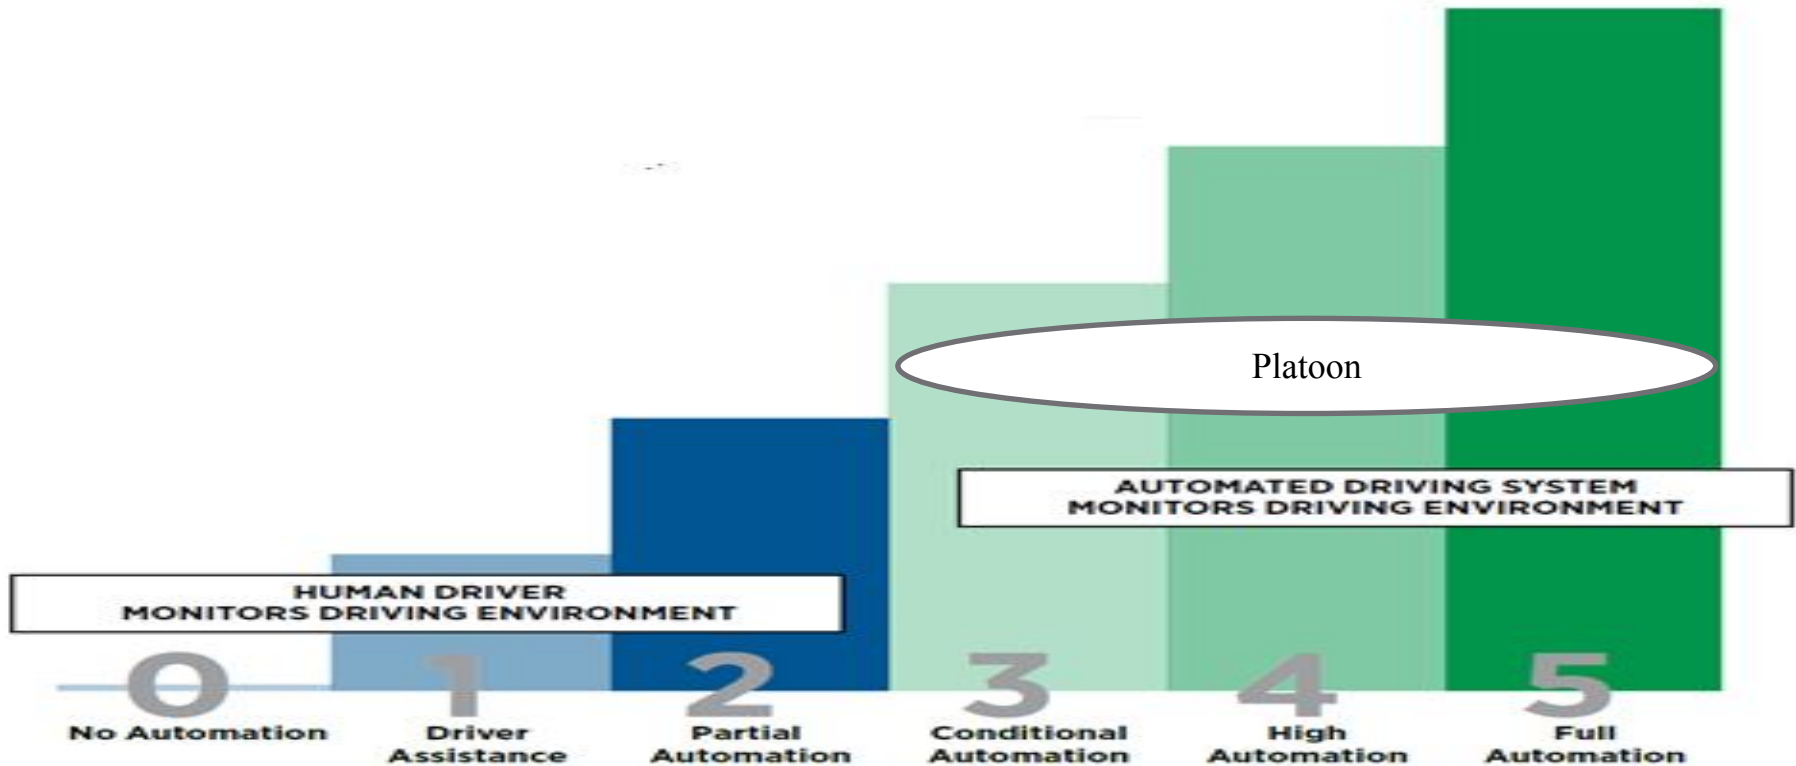 Platoon
AUTOMATED DRIVING SYSTEM
MONITORS DRIVING ENVIRONMENT
HUMAN DRIVER
MONITORS DRIVING ENVIRONMENT
0
No Automation
1
Driver
Assistance
2
Partial
Automation
3
Conditional
Automation
4
High
Automation
5
Full
Automation